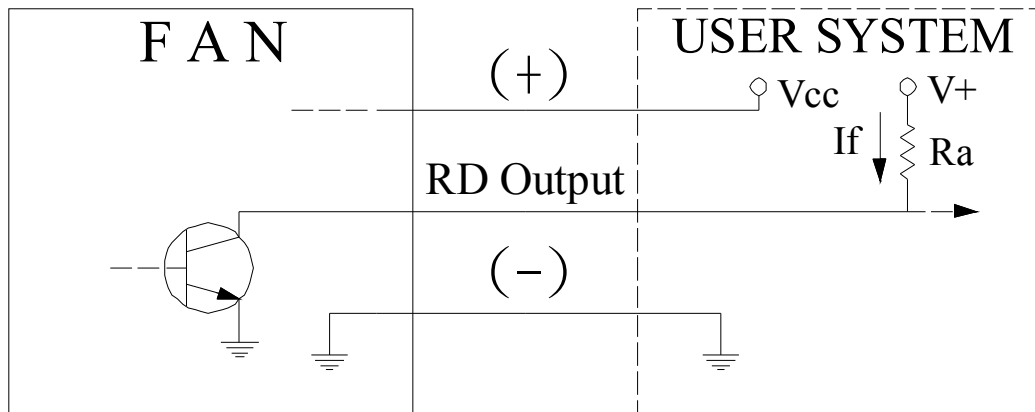 F A N
USER SYSTEM
(+)
Vcc
V+
If
Ra
RD Output
(-)